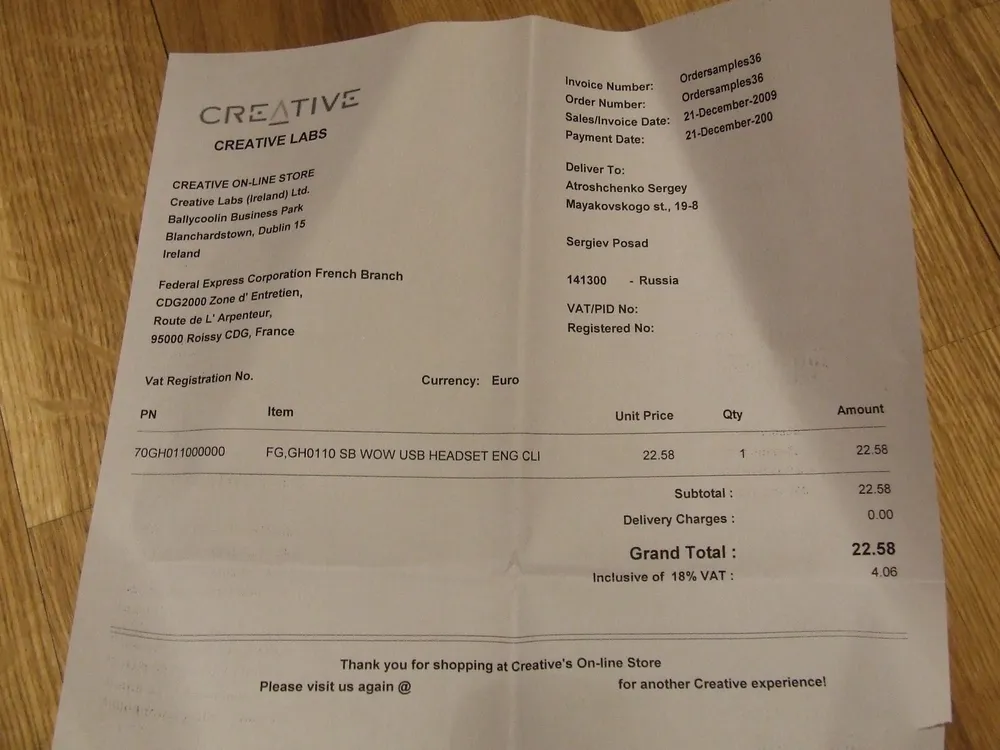 CREATIVE
CREATIVE LABS
Invoice Number: Ordersamples36
Order Number: Ordersamples36
Sales/Invoice Date: 21-December-2009
Payment Date: 21-December-200
CREATIVE ON-LINE STORE
Creative Labs (Ireland) Ltd.
Ballycoolin Business Park
Blanchardstown, Dublin 15
Ireland
Deliver To:
Atroshchenko Sergey
Mayakovskogo st., 19-8
Sergiev Posad
141300 - Russia
VAT/PID No:
Registered No:
Federal Express Corporation French Branch
CDG2000 Zone d' Entretien,
Route de L' Arpenteur,
95000 Roissy CDG, France
Vat Registration No.
Currency: Euro
PN Item Unit Price Qty Amount
70GH011000000 FG,GH0110 SB WOW USB HEADSET ENG CLI 22.58 1 22.58
Subtotal : 22.58
Delivery Charges : 0.00
Grand Total : 22.58
Inclusive of 18% VAT : 4.06
Thank you for shopping at Creative's On-line Store
Please visit us again @ for another Creative experience!